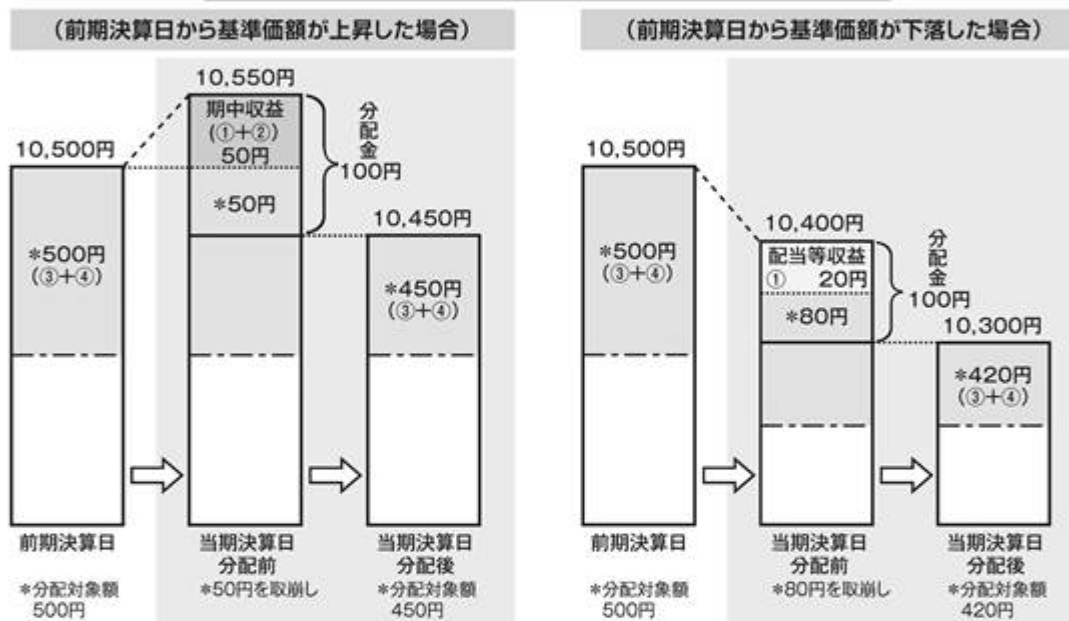 (前期決算日から基準価額が上昇した場合)
10,550円
期中収益
(①+②)
50円
*50円
分配金
100円
10,500円
*500円
(③+④)
10,450円
*450円
(③+④)
前期決算日
*分配対象額
500円
当期決算日
分配前
*50円を取崩し
当期決算日
分配後
*分配対象額
450円
(前期決算日から基準価額が下落した場合)
10,500円
*500円
(③+④)
10,400円
配当等収益
① 20円
*80円
分配金
100円
10,300円
*420円
(③+④)
前期決算日
*分配対象額
500円
当期決算日
分配前
*80円を取崩し
当期決算日
分配後
*分配対象額
420円